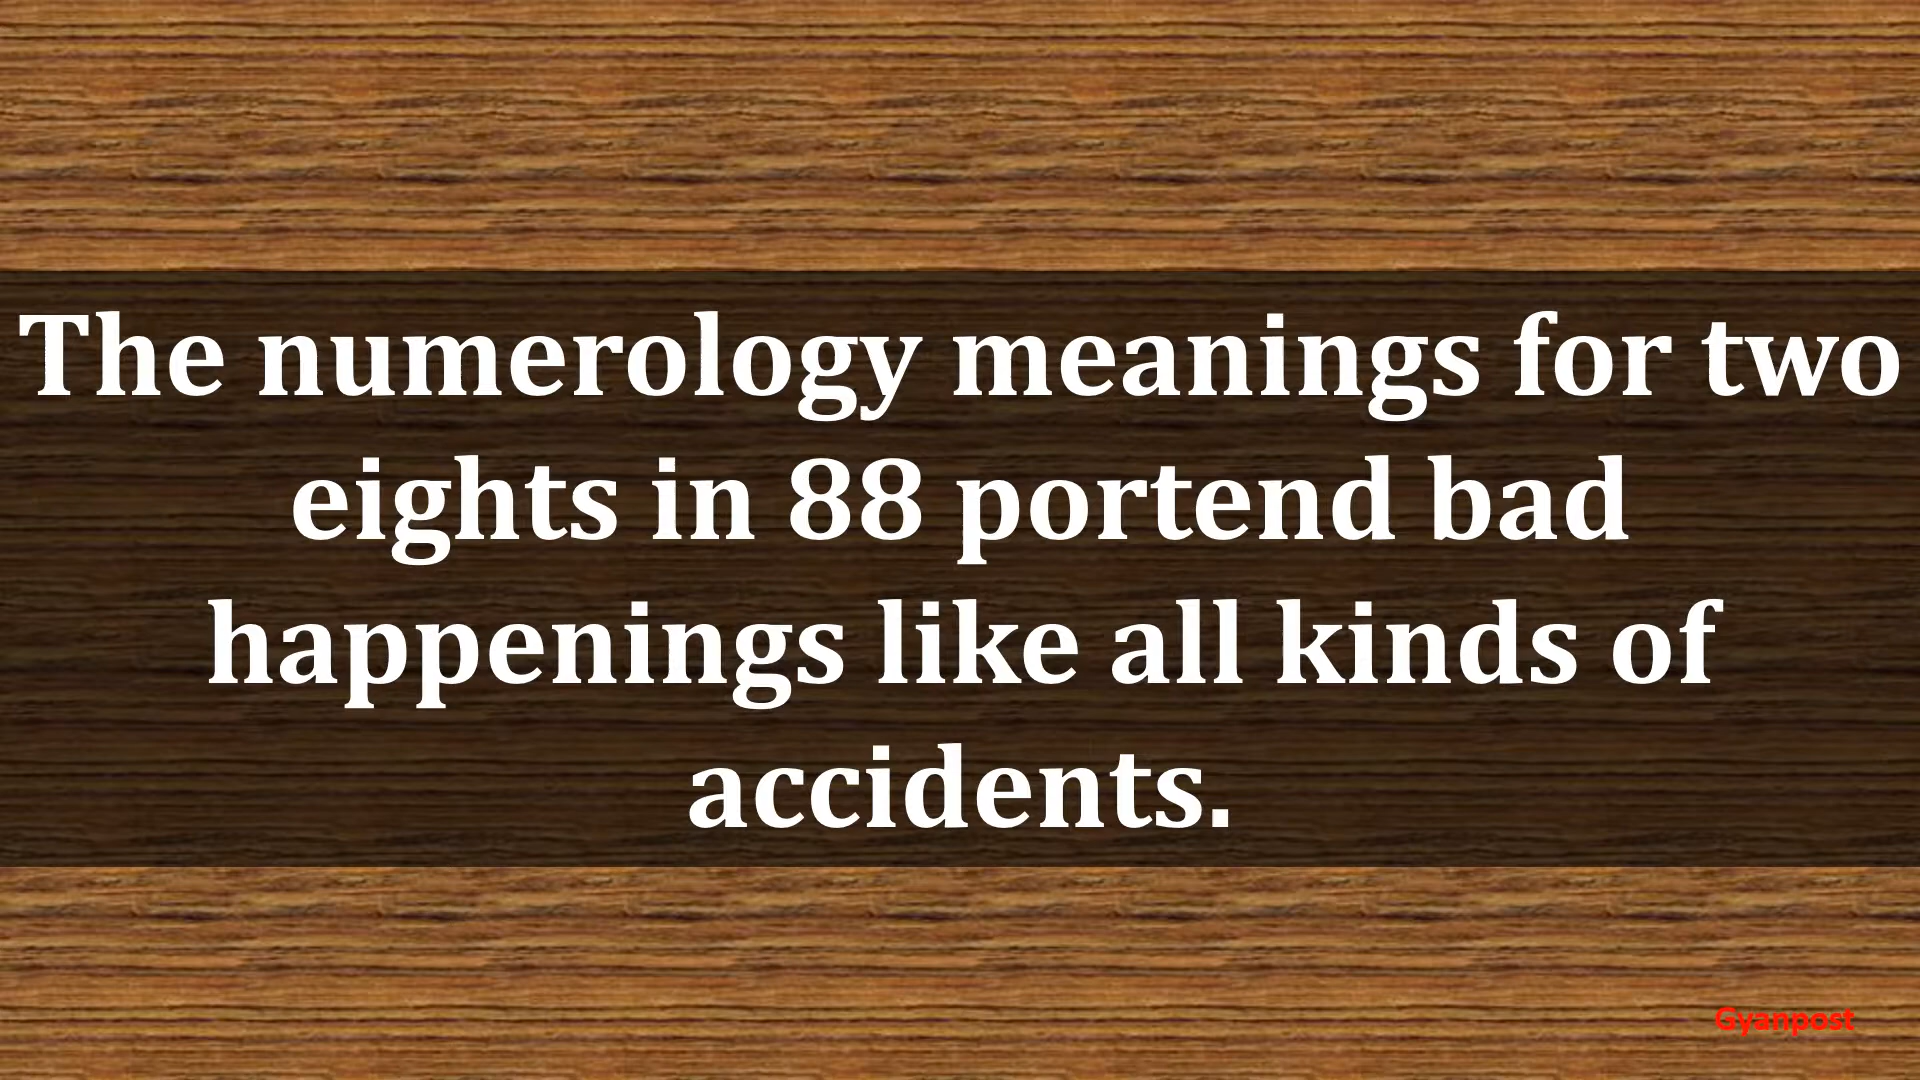 The numerology meanings for two
eights in 88 portend bad
happenings like all kinds of
accidents.
Gyanpost